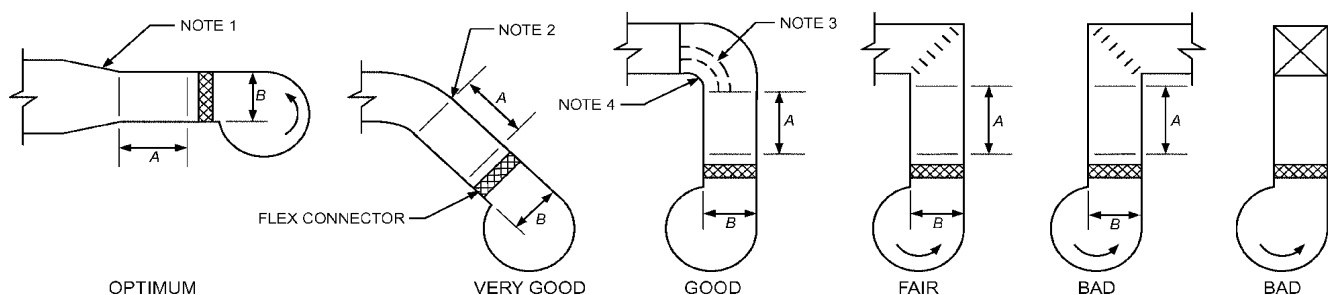 NOTE 1
B
A
NOTE 2
A
FLEX CONNECTOR
B
NOTE 3
NOTE 4
A
B
A
B
A
B
OPTIMUM
VERY GOOD
GOOD
FAIR
BAD
BAD